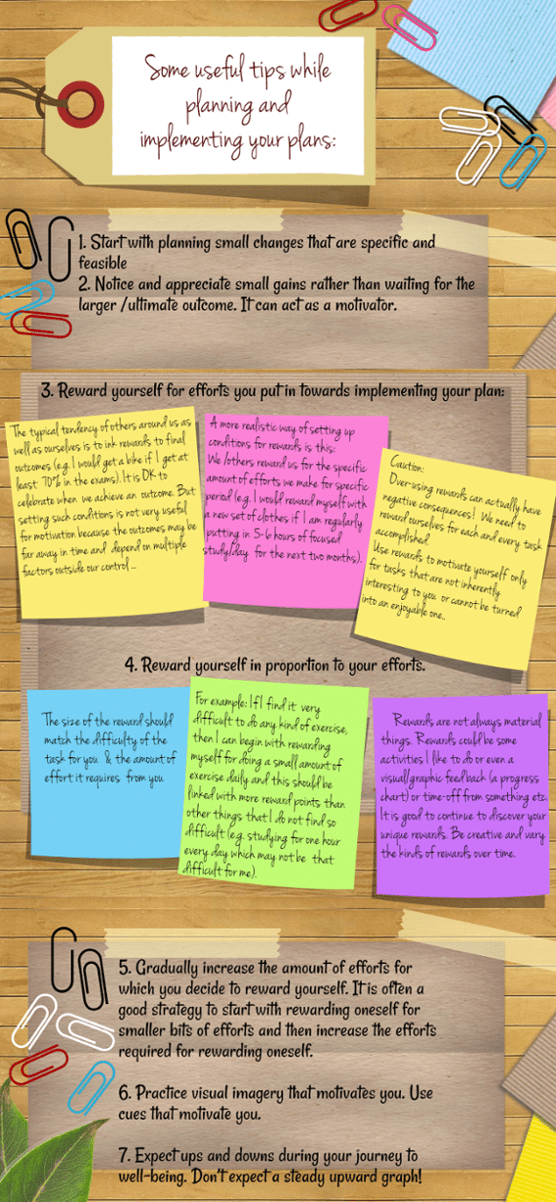 Some useful tips while
planning and
implementing your plans:
1. Start with planning small changes that are specific and
feasible
2. Notice and appreciate small gains rather than waiting for the
larger /ultimate outcome. It can act as a motivator.
3. Reward yourself for efforts you put in towards implementing your plan:
The typical tendency of others around us as
well as ourselves is to ink rewards to final
outcomes (e.g. I would get a bike if I get at
least 70% in the exams). It is OK to
celebrate when we achieve an outcome. But
setting such conditions is not very useful
for motivation because the outcomes may be
far away in time and depend on multiple
factors outside our control...
A more realistic way of setting up
conditions for rewards is this:
We /others reward us for the specific
amount of efforts we make for specific
period (e.g. I would reward myself with
a new set of clothes if I am regularly
putting in 5-6 hours of focused
study/day for the next two months).
Caution:
Over-using rewards can actually have
negative consequences! We need to
reward ourselves for each and every task
accomplished.
Use rewards to motivate yourself only
for tasks that are not inherently
interesting to you or cannot be turned
into an enjoyable one..
4. Reward yourself in proportion to your efforts.
The size of the reward should
match the difficulty of the
task for you & the amount of
effort it requires from you
For example: If I find it very
difficult to do any kind of exercise,
then I can begin with rewarding
myself for doing a small amount of
exercise daily and this should be
linked with more reward points than
other things that I do not find so
difficult (e.g. studying for one hour
every day which may not be that
difficult for me).
Rewards are not always material
things. Rewards could be some
activities I like to do or even a
visual/graphic feedback (a progress
chart) or time-off from something etc.
It is good to continue to discover your
unique rewards. Be creative and vary
the kinds of rewards over time.
5. Gradually increase the amount of efforts for
which you decide to reward yourself. It is often a
good strategy to start with rewarding oneself for
smaller bits of efforts and then increase the efforts
required for rewarding oneself.
6. Practice visual imagery that motivates you. Use
cues that motivate you.
7. Expect ups and downs during your journey to
well-being. Don't expect a steady upward graph!